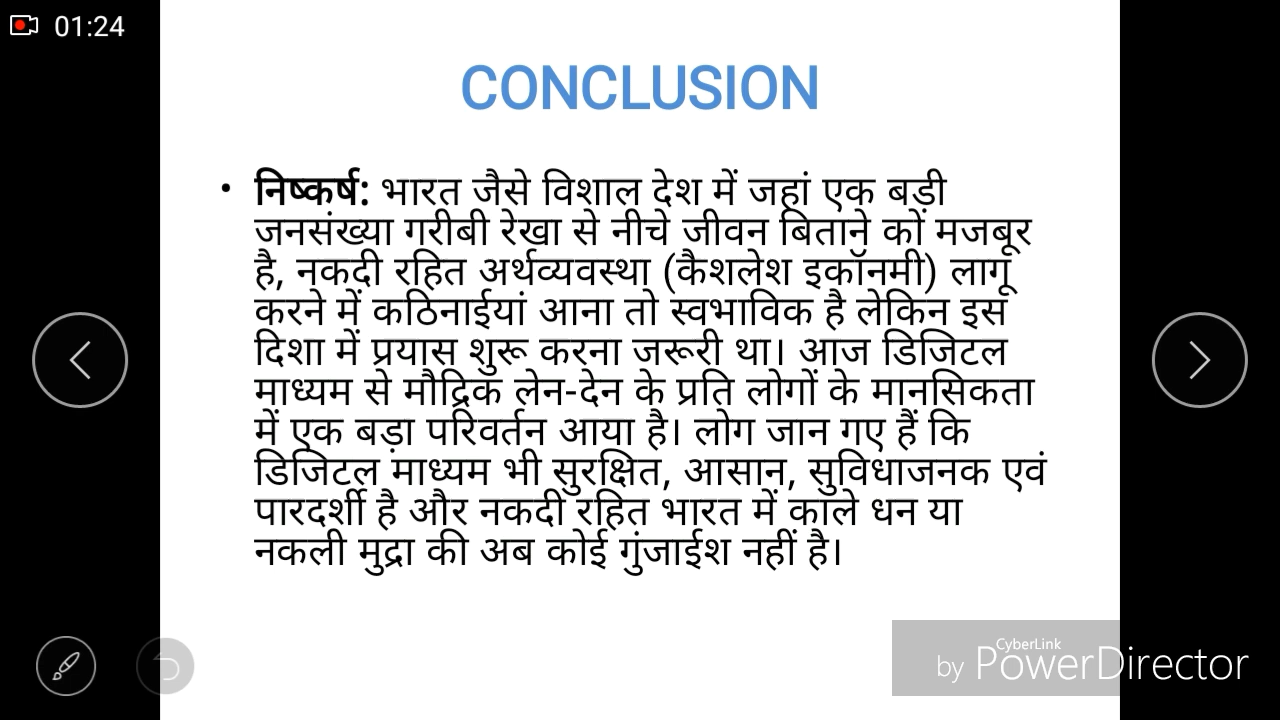 01:24
CONCLUSION
• निष्कर्ष: भारत जैसे विशाल देश में जहां एक बड़ी
जनसंख्या गरीबी रेखा से नीचे जीवन बिताने को मजबूर
है, नकदी रहित अर्थव्यवस्था (कैशलेश इकॉनमी) लागू
करने में कठिनाईयां आना तो स्वभाविक है लेकिन इस
दिशा में प्रयास शुरू करना जरूरी था। आज डिजिटल
माध्यम से मौद्रिक लेन-देन के प्रति लोगों के मानसिकता
में एक बड़ा परिवर्तन आया है। लोग जान गए हैं कि
डिजिटल माध्यम भी सुरक्षित, आसान, सुविधाजनक एवं
पारदर्शी है और नकदी रहित भारत में काले धन या
नकली मुद्रा की अब कोई गुंजाईश नहीं है।
CyberLink
by PowerDirector